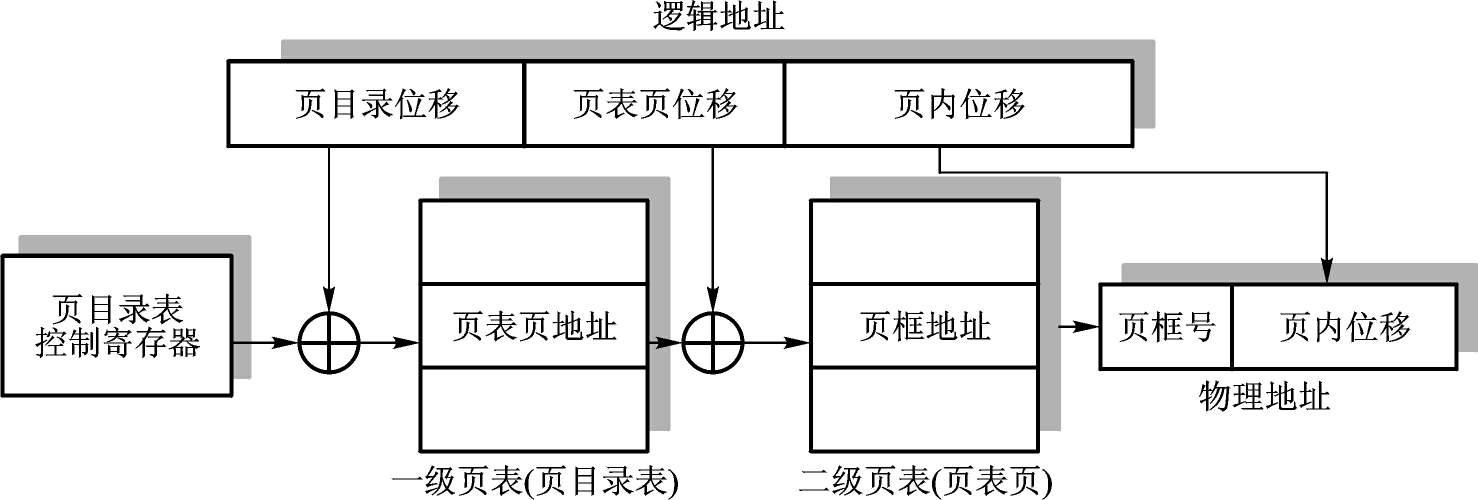 逻辑地址
页目录位移 页表页位移 页内位移
页目录表
控制寄存器
页表页地址
页框地址
页框号 页内位移
物理地址
一级页表(页目录表)
二级页表(页表页)